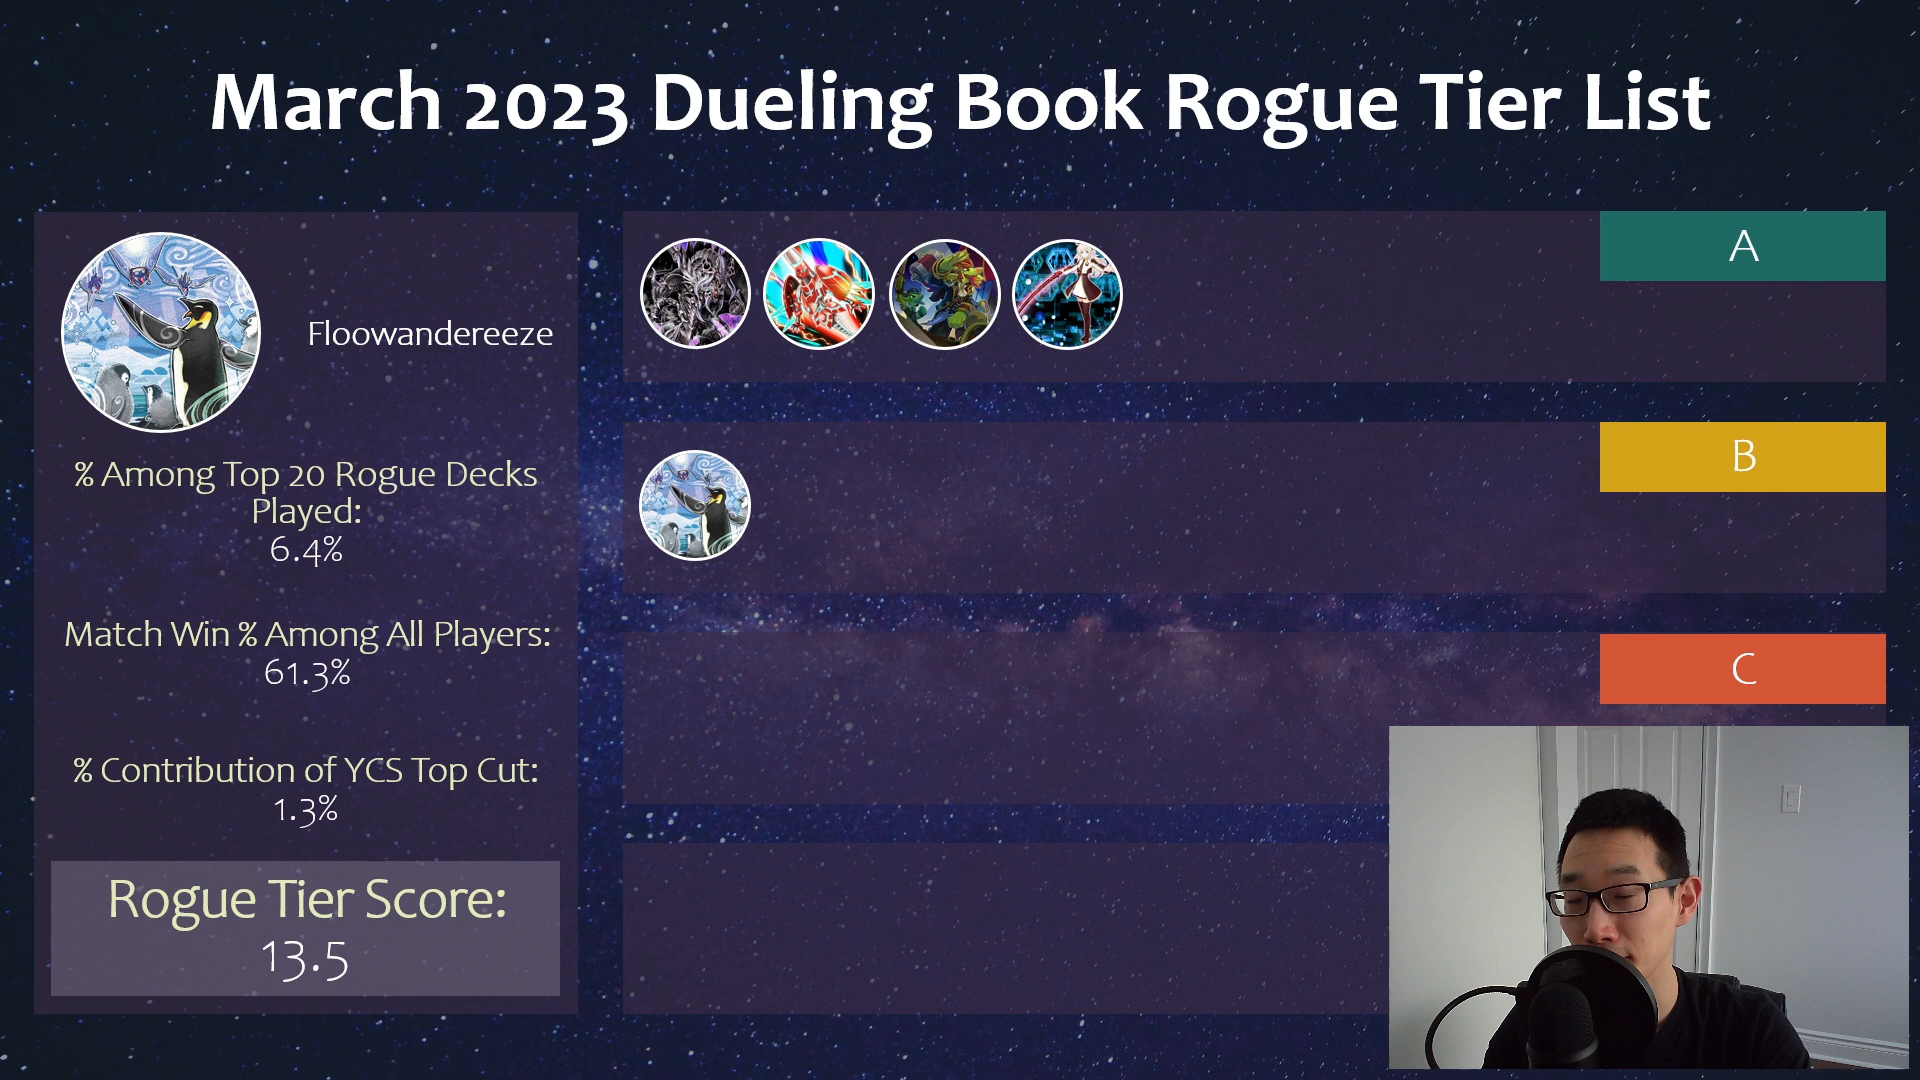 March 2023 Dueling Book Rogue Tier List
Floowandereeze
% Among Top 20 Rogue Decks
Played:
6.4%
Match Win % Among All Players:
61.3%
% Contribution of YCS Top Cut:
1.3%
Rogue Tier Score:
13.5
A
B
C